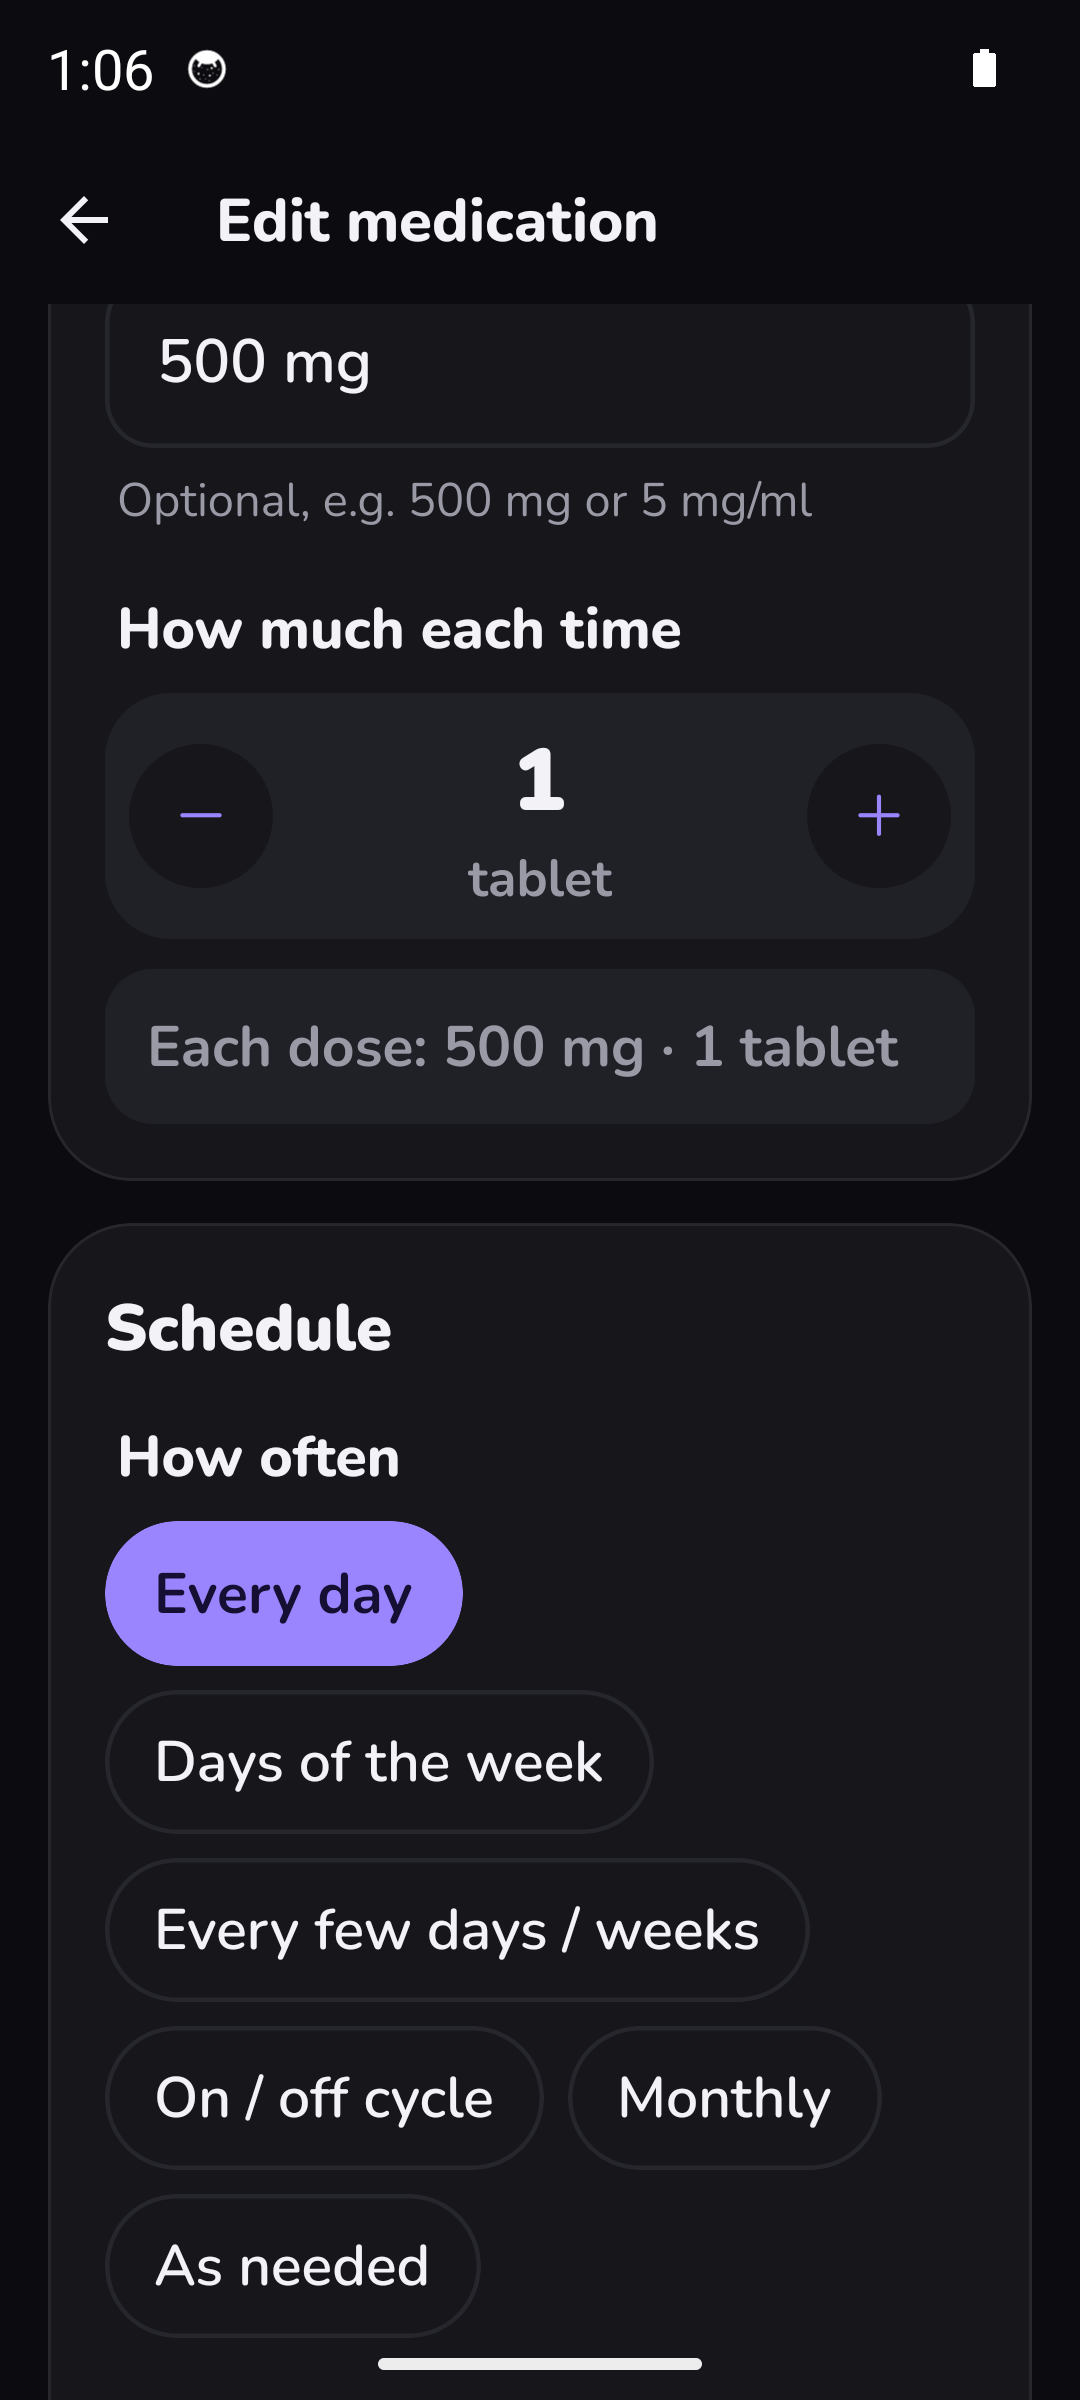 1:06
Edit medication
500 mg
Optional, e.g. 500 mg or 5 mg/ml
How much each time
1
tablet
Each dose: 500 mg · 1 tablet
Schedule
How often
Every day
Days of the week
Every few days / weeks
On / off cycle
Monthly
As needed